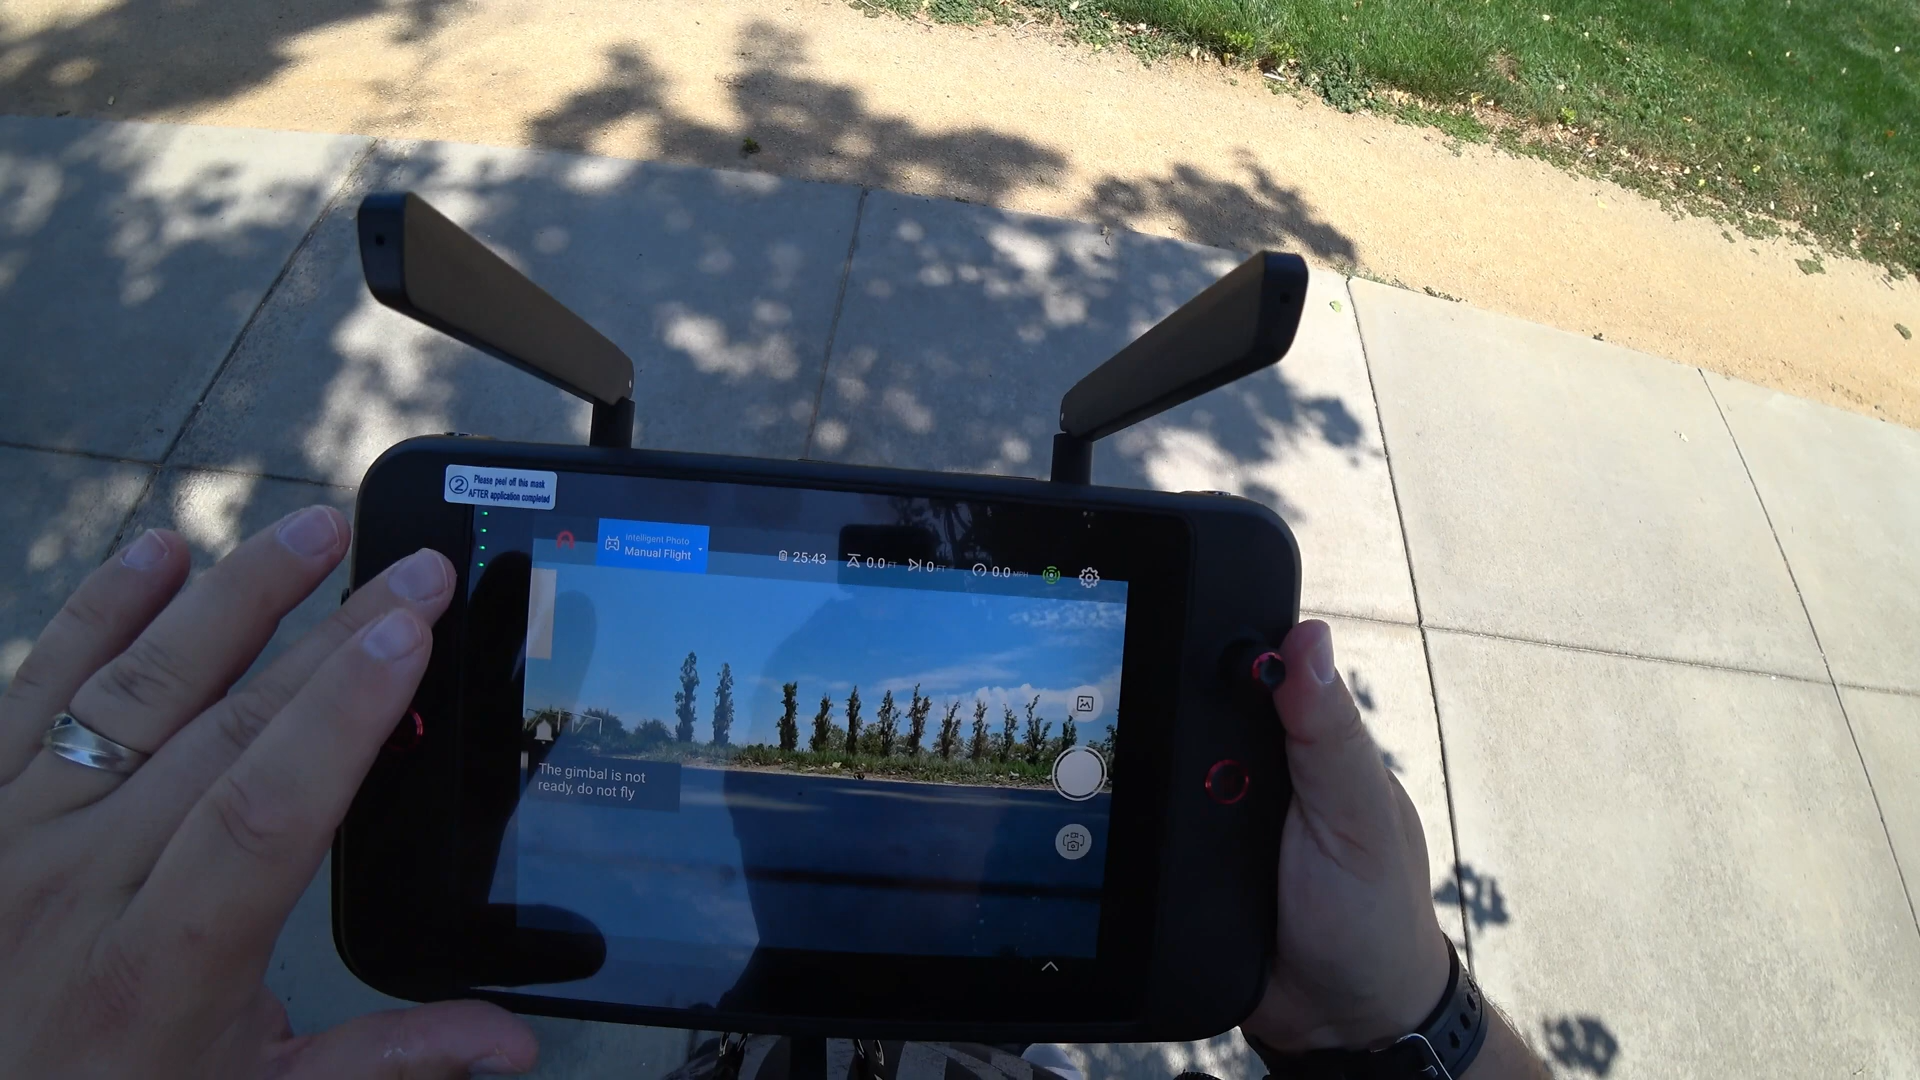 ② Please peel off this mask
AFTER application completed
Intelligent Photo
Manual Flight
25:43
0.0 FT
0 FT
0.0 MPH
The gimbal is not
ready, do not fly